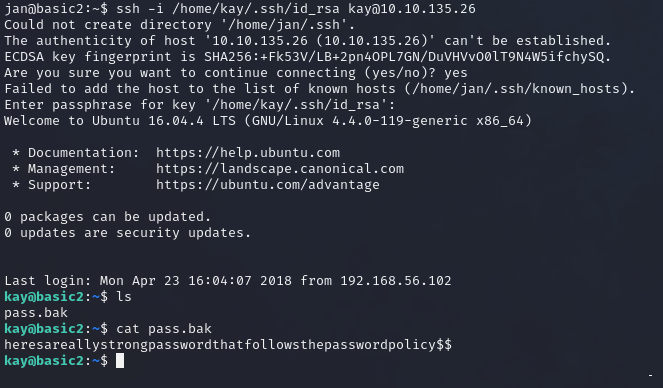 jan@basic2:~$ ssh -i /home/kay/.ssh/id_rsa kay@10.10.135.26
Could not create directory '/home/jan/.ssh'.
The authenticity of host '10.10.135.26 (10.10.135.26)' can't be established.
ECDSA key fingerprint is SHA256:+Fk53V/LB+2pn4OPL7GN/DuVHVvO0lT9N4W5ifchySQ.
Are you sure you want to continue connecting (yes/no)? yes
Failed to add the host to the list of known hosts (/home/jan/.ssh/known_hosts).
Enter passphrase for key '/home/kay/.ssh/id_rsa':
Welcome to Ubuntu 16.04.4 LTS (GNU/Linux 4.4.0-119-generic x86_64)

 * Documentation:  https://help.ubuntu.com
 * Management:     https://landscape.canonical.com
 * Support:        https://ubuntu.com/advantage

0 packages can be updated.
0 updates are security updates.


Last login: Mon Apr 23 16:04:07 2018 from 192.168.56.102
kay@basic2:~$ ls
pass.bak
kay@basic2:~$ cat pass.bak
heresareallystrongpasswordthatfollowsthepasswordpolicy$$
kay@basic2:~$